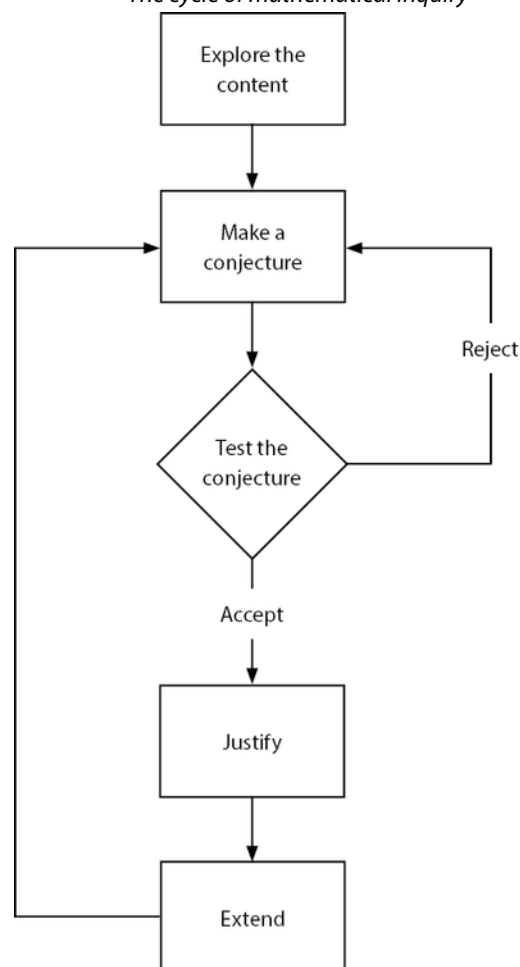 The cycle of mathematical inquiry
Explore the
content
Make a
conjecture
Reject
Test the
conjecture
Accept
Justify
Extend